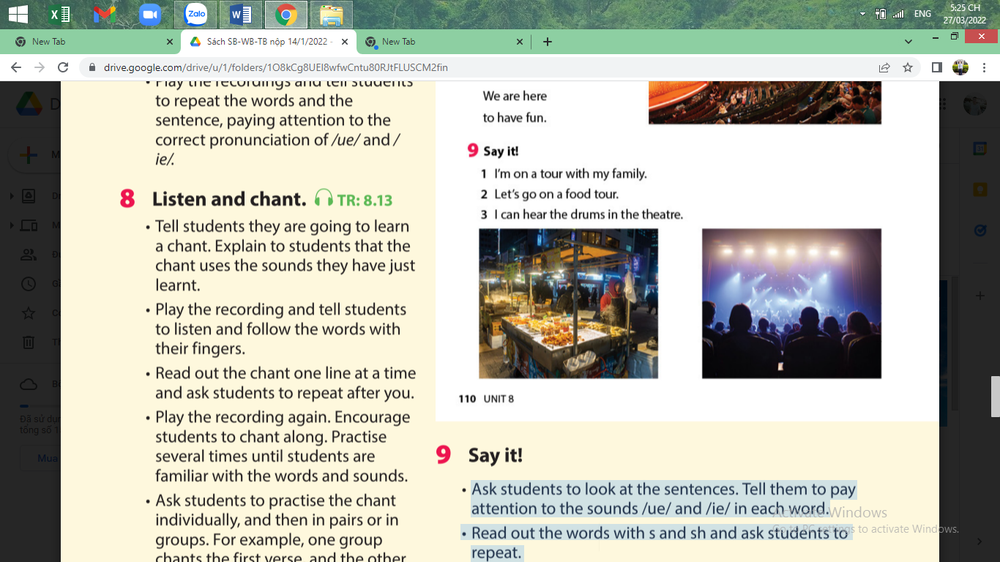 5:25 CH
ENG
27/03/2022
Zalo
New Tab
Sách SB-WB-TB nộp 14/1/2022 -
New Tab
drive.google.com/drive/u/1/folders/1O8kCg8UEl8wfwCntu80RJtFLUSCM2fin
• Play the recordings and tell students
to repeat the words and the
sentence, paying attention to the
correct pronunciation of /ue/ and /
ie/.
8 Listen and chant. TR: 8.13
• Tell students they are going to learn
a chant. Explain to students that the
chant uses the sounds they have just
learnt.
• Play the recording and tell students
to listen and follow the words with
their fingers.
• Read out the chant one line at a time
and ask students to repeat after you.
• Play the recording again. Encourage
students to chant along. Practise
several times until students are
familiar with the words and sounds.
• Ask students to practise the chant
individually, and then in pairs or in
groups. For example, one group
chants the first verse, and the other
We are here
to have fun.
9 Say it!
1 I'm on a tour with my family.
2 Let's go on a food tour.
3 I can hear the drums in the theatre.
110 UNIT 8
9 Say it!
• Ask students to look at the sentences. Tell them to pay
attention to the sounds /ue/ and /ie/ in each word.
• Read out the words with s and sh and ask students to
repeat.
Activate Windows
Go to PC settings to activate Windows.
Đã sử dụn
tổng số 1
Mua